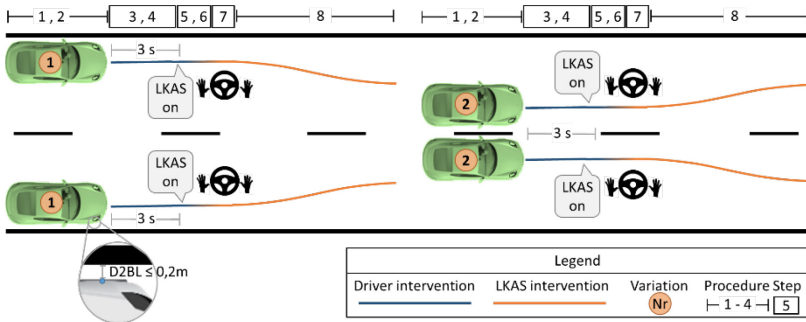 1 , 2
3, 4
5, 6
7
8
1 , 2
3, 4
5, 6
7
8
3 s
1
LKAS
on
LKAS
on
2
3 s
LKAS
on
2
1
3 s
LKAS
on
D2BL ≤ 0,2m
Legend
Driver intervention
LKAS intervention
Variation
Procedure Step
Nr
1 - 4
5